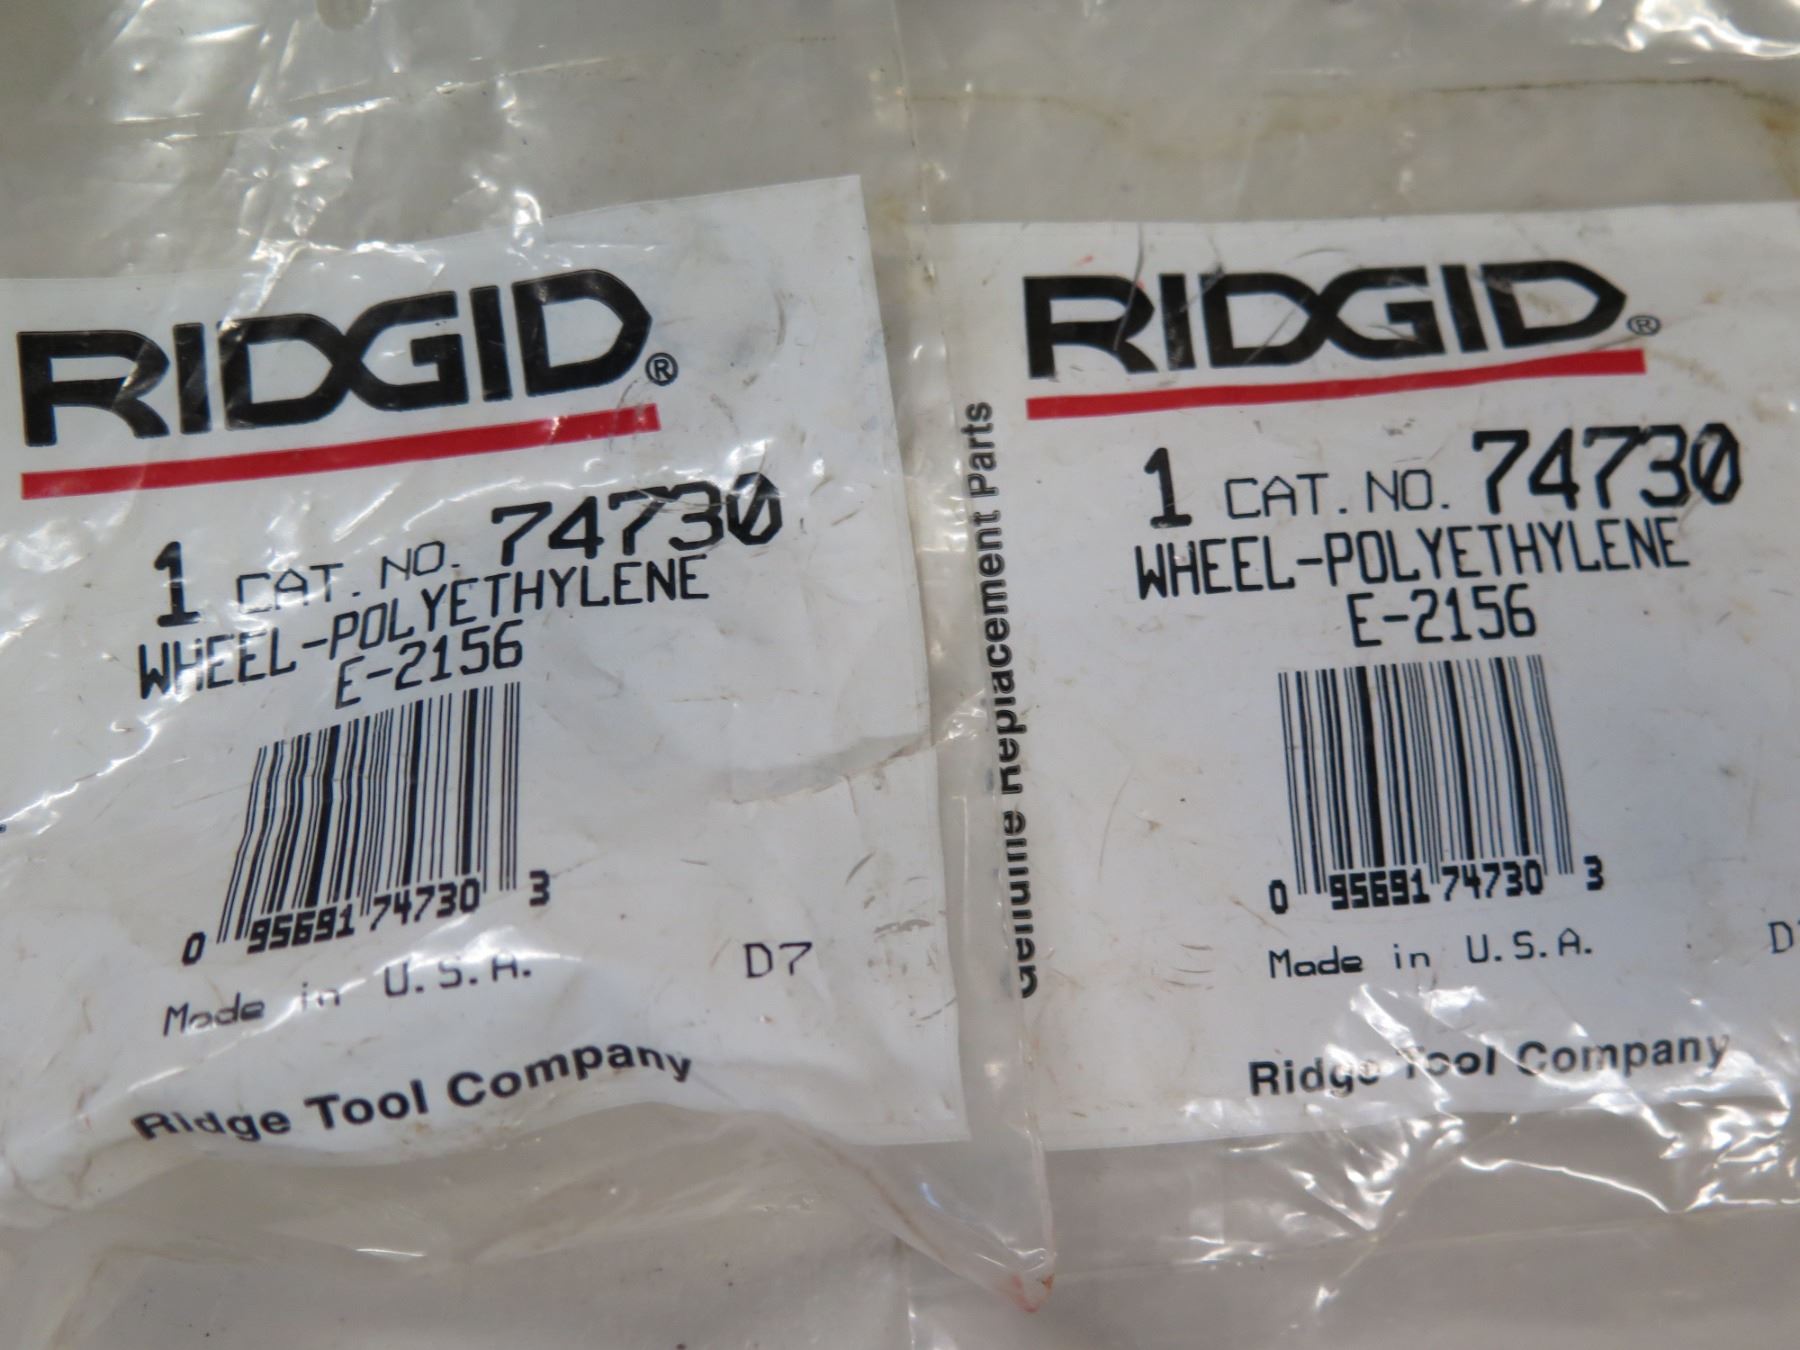 RIDGID®
1 CAT. NO. 74730
WHEEL-POLYETHYLENE
E-2156
0 95691 74730 3
Made in U.S.A.
D7
Ridge Tool Company
Genuine Replacement Parts
RIDGID®
1 CAT. NO. 74730
WHEEL-POLYETHYLENE
E-2156
0 95691 74730 3
Made in U.S.A.
Ridge Tool Company